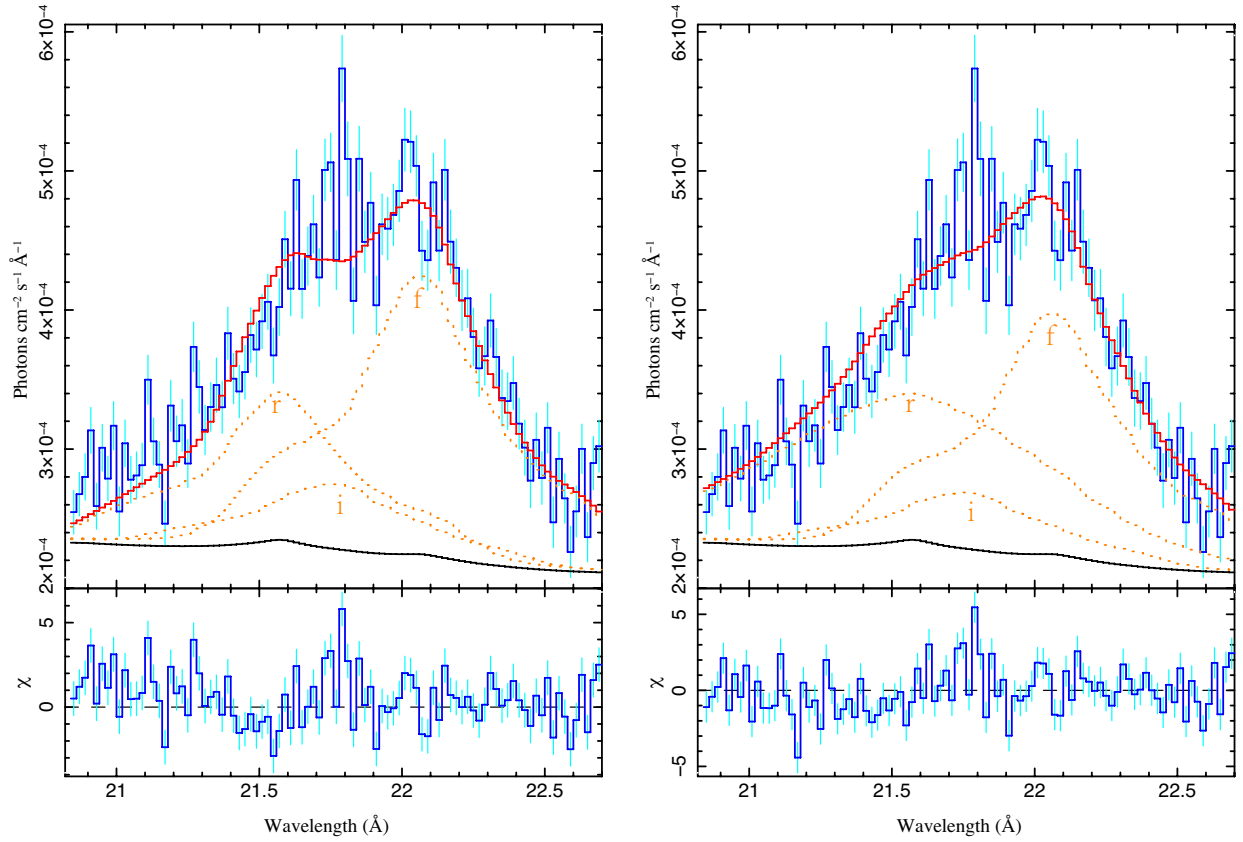 6×10⁻⁴
5×10⁻⁴
4×10⁻⁴
3×10⁻⁴
2×10⁻⁴
Photons cm⁻² s⁻¹ Å⁻¹
r
f
i
5
0
χ
21
21.5
22
22.5
Wavelength (Å)
6×10⁻⁴
5×10⁻⁴
4×10⁻⁴
3×10⁻⁴
2×10⁻⁴
Photons cm⁻² s⁻¹ Å⁻¹
r
f
i
5
0
−5
χ
21
21.5
22
22.5
Wavelength (Å)